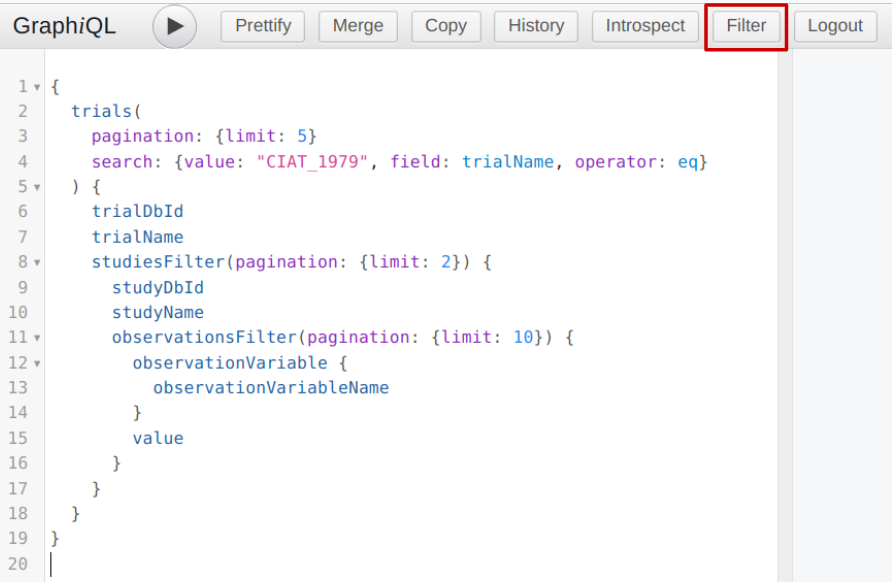 GraphiQL Prettify Merge Copy History Introspect Filter Logout
1 {
2   trials(
3     pagination: {limit: 5}
4     search: {value: "CIAT_1979", field: trialName, operator: eq}
5   ) {
6     trialDbId
7     trialName
8     studiesFilter(pagination: {limit: 2}) {
9       studyDbId
10       studyName
11       observationsFilter(pagination: {limit: 10}) {
12         observationVariable {
13           observationVariableName
14         }
15         value
16       }
17     }
18   }
19 }
20